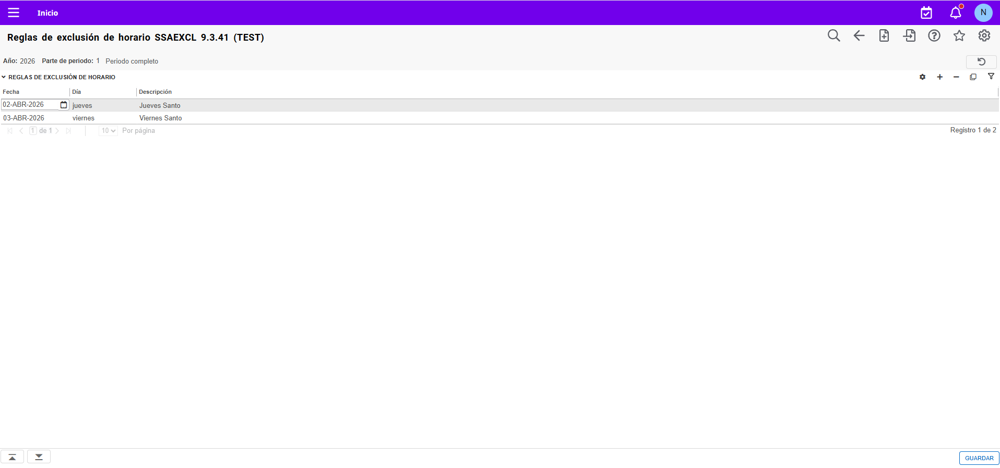 Inicio
N
Reglas de exclusión de horario SSAEXCL 9.3.41 (TEST)
Año: 2026 Parte de periodo: 1 Periodo completo
REGLAS DE EXCLUSIÓN DE HORARIO
Fecha Día Descripción
02-ABR-2026 jueves Jueves Santo
03-ABR-2026 viernes Viernes Santo
1 de 1 10 Por página Registro 1 de 2
GUARDAR